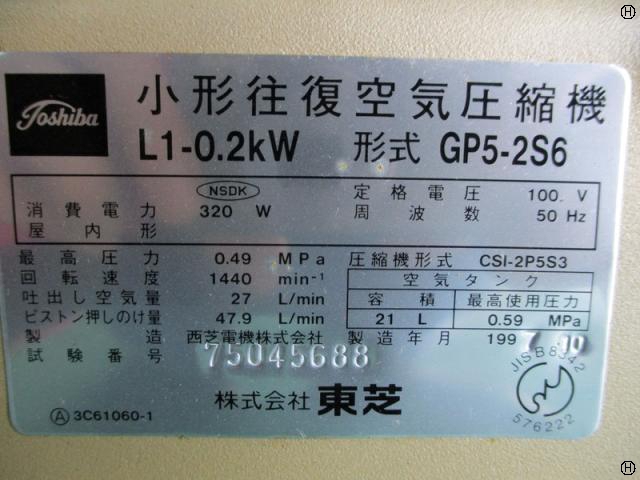 Toshiba
小形往復空気圧縮機
L1-0.2kW 形式 GP5-2S6
NSDK
消費電力 320 W
屋内形
定格電圧 100 V
周波数 50 Hz
最高圧力 0.49 MPa
回転速度 1440 min⁻¹
吐出し空気量 27 L/min
ピストン押しのけ量 47.9 L/min
圧縮機形式 CSI-2P5S3
空気タンク
容積 最高使用圧力
21 L 0.59 MPa
製造 西芝電機株式会社 製造年月 1997.10
試験番号 75045688
JISB8342
576222
株式会社 東芝
A 3C61060-1
H
H